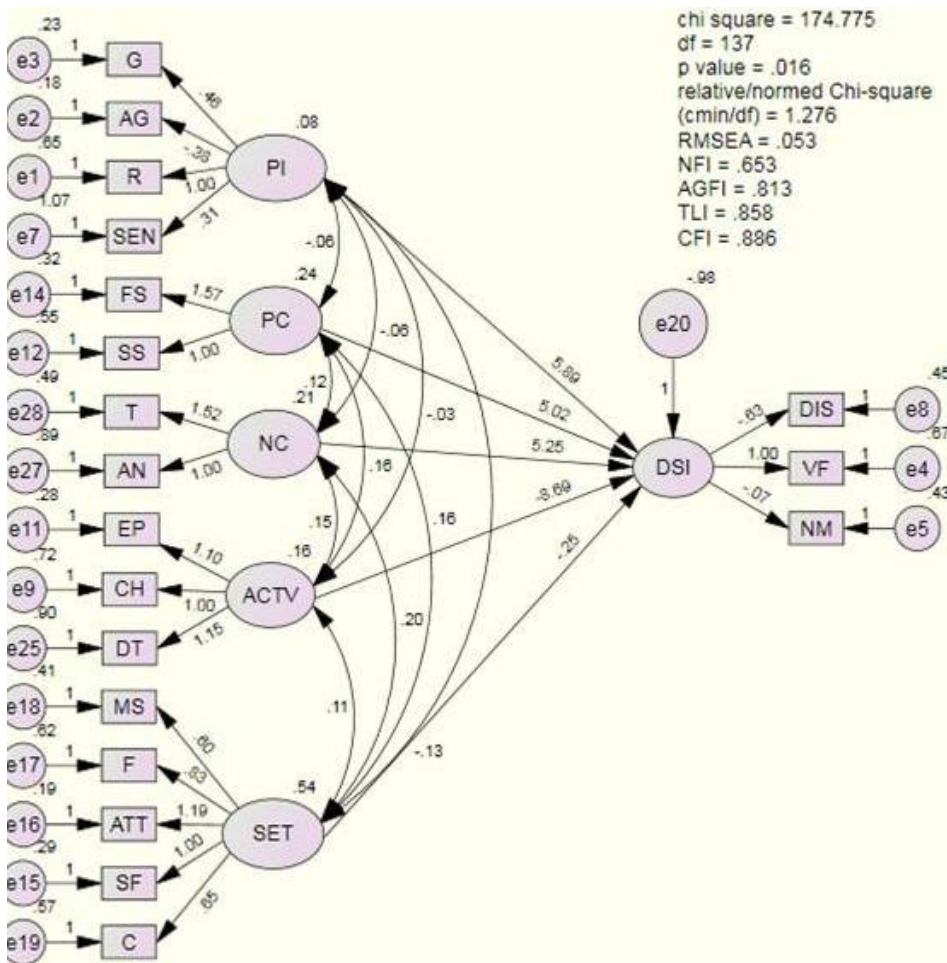 chi square = 174.775
df = 137
p value = .016
relative/normed Chi-square
(cmin/df) = 1.276
RMSEA = .053
NFI = .653
AGFI = .813
TLI = .858
CFI = .886
.23
e3 1 G
.46
.18
e2 1 AG
-.38
.08
PI
.65
e1 1 R
1.00
1.07
e7 1 SEN
.31
-.06
.32
e14 1 FS
1.57
.24
PC
.55
e12 1 SS
1.00
-.06
-.98
e20
1
5.89
.49
e28 1 T
1.52
.21
.12
NC
-.03
5.02
.89
e27 1 AN
1.00
.16
5.25
DSI
-.63
DIS 1 e8
.45
1.00
VF 1 e4
.67
-.07
NM 1 e5
.43
.28
e11 1 EP
1.10
.15
.16
-8.69
.16
ACTV
-.25
.72
e9 1 CH
1.00
.20
.90
e25 1 DT
1.15
.11
-.13
.41
e18 1 MS
.60
.62
e17 1 F
.83
.54
SET
.19
e16 1 ATT
1.19
.29
e15 1 SF
1.00
.57
e19 1 C
.65